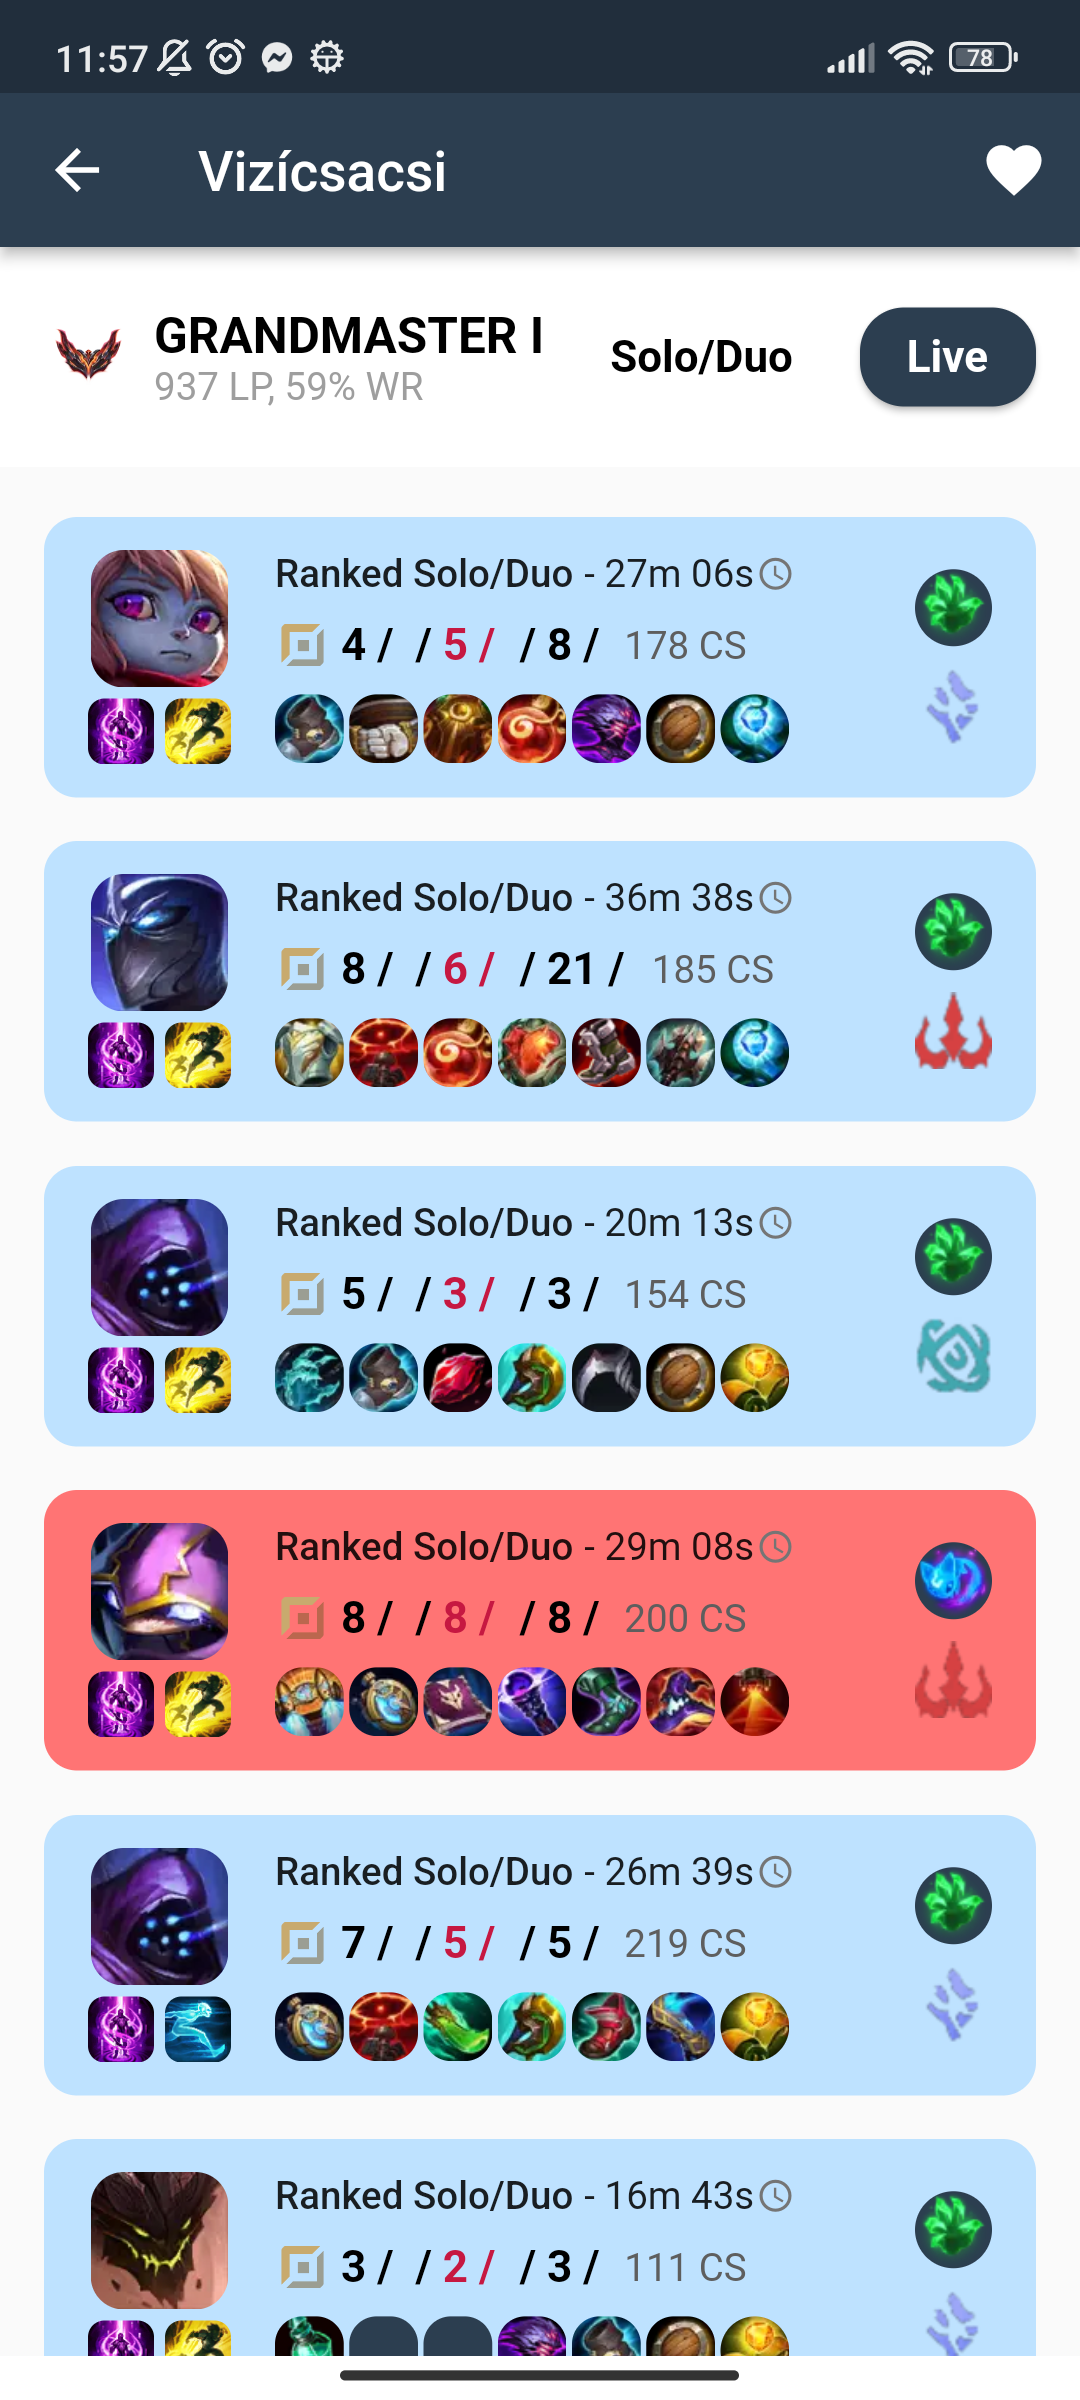 11:57
78
Vizícsacsi
GRANDMASTER I
937 LP, 59% WR
Solo/Duo
Live
Ranked Solo/Duo - 27m 06s
4 / / 5 / / 8 / 178 CS
Ranked Solo/Duo - 36m 38s
8 / / 6 / / 21 / 185 CS
Ranked Solo/Duo - 20m 13s
5 / / 3 / / 3 / 154 CS
Ranked Solo/Duo - 29m 08s
8 / / 8 / / 8 / 200 CS
Ranked Solo/Duo - 26m 39s
7 / / 5 / / 5 / 219 CS
Ranked Solo/Duo - 16m 43s
3 / / 2 / / 3 / 111 CS